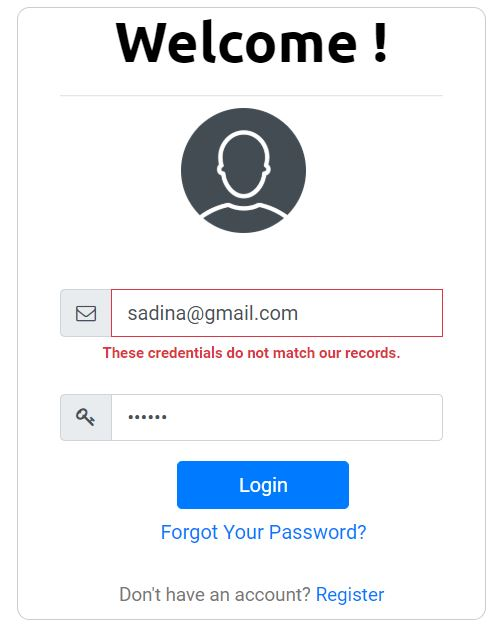 Welcome !
sadina@gmail.com
These credentials do not match our records.
••••••
Login
Forgot Your Password?
Don't have an account? Register